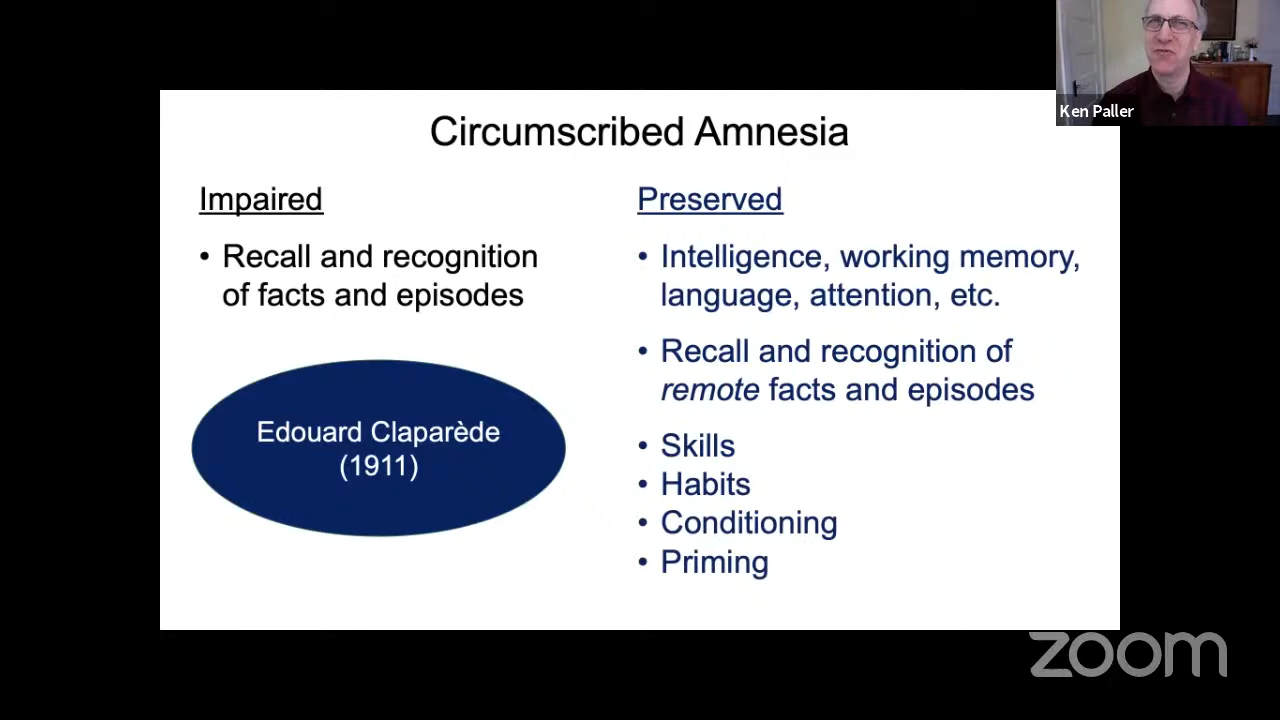 Ken Paller
Circumscribed Amnesia
Impaired
• Recall and recognition
of facts and episodes
Edouard Claparède
(1911)
Preserved
• Intelligence, working memory,
language, attention, etc.
• Recall and recognition of
remote facts and episodes
• Skills
• Habits
• Conditioning
• Priming
zoom